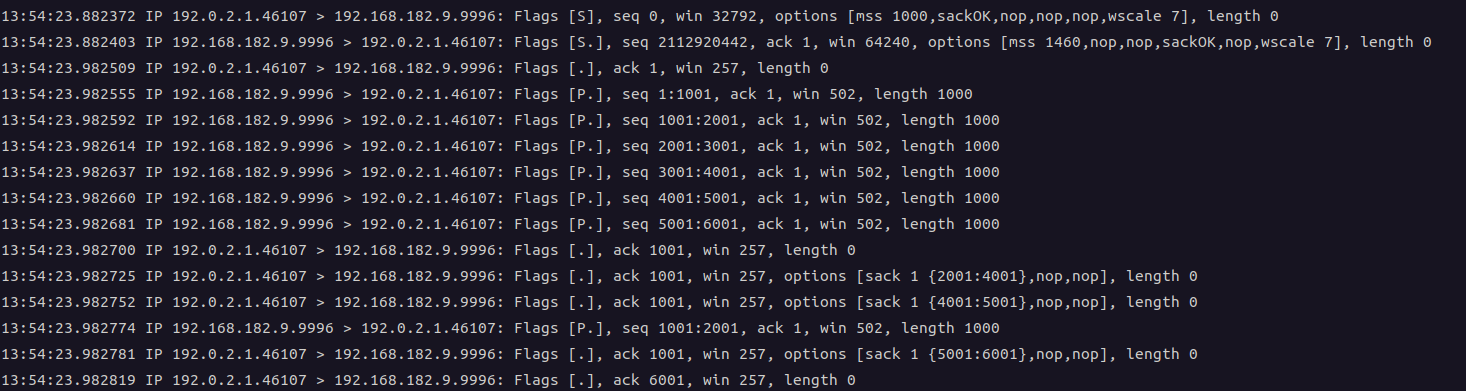 13:54:23.882372 IP 192.0.2.1.46107 > 192.168.182.9.9996: Flags [S], seq 0, win 32792, options [mss 1000,sackOK,nop,nop,nop,wscale 7], length 0
13:54:23.882403 IP 192.168.182.9.9996 > 192.0.2.1.46107: Flags [S.], seq 2112920442, ack 1, win 64240, options [mss 1460,nop,nop,sackOK,nop,wscale 7], length 0
13:54:23.982509 IP 192.0.2.1.46107 > 192.168.182.9.9996: Flags [.], ack 1, win 257, length 0
13:54:23.982555 IP 192.168.182.9.9996 > 192.0.2.1.46107: Flags [P.], seq 1:1001, ack 1, win 502, length 1000
13:54:23.982592 IP 192.168.182.9.9996 > 192.0.2.1.46107: Flags [P.], seq 1001:2001, ack 1, win 502, length 1000
13:54:23.982614 IP 192.168.182.9.9996 > 192.0.2.1.46107: Flags [P.], seq 2001:3001, ack 1, win 502, length 1000
13:54:23.982637 IP 192.168.182.9.9996 > 192.0.2.1.46107: Flags [P.], seq 3001:4001, ack 1, win 502, length 1000
13:54:23.982660 IP 192.168.182.9.9996 > 192.0.2.1.46107: Flags [P.], seq 4001:5001, ack 1, win 502, length 1000
13:54:23.982681 IP 192.168.182.9.9996 > 192.0.2.1.46107: Flags [P.], seq 5001:6001, ack 1, win 502, length 1000
13:54:23.982700 IP 192.0.2.1.46107 > 192.168.182.9.9996: Flags [.], ack 1001, win 257, length 0
13:54:23.982725 IP 192.0.2.1.46107 > 192.168.182.9.9996: Flags [.], ack 1001, win 257, options [sack 1 {2001:4001},nop,nop], length 0
13:54:23.982752 IP 192.0.2.1.46107 > 192.168.182.9.9996: Flags [.], ack 1001, win 257, options [sack 1 {4001:5001},nop,nop], length 0
13:54:23.982774 IP 192.168.182.9.9996 > 192.0.2.1.46107: Flags [P.], seq 1001:2001, ack 1, win 502, length 1000
13:54:23.982781 IP 192.0.2.1.46107 > 192.168.182.9.9996: Flags [.], ack 1001, win 257, options [sack 1 {5001:6001},nop,nop], length 0
13:54:23.982819 IP 192.0.2.1.46107 > 192.168.182.9.9996: Flags [.], ack 6001, win 257, length 0